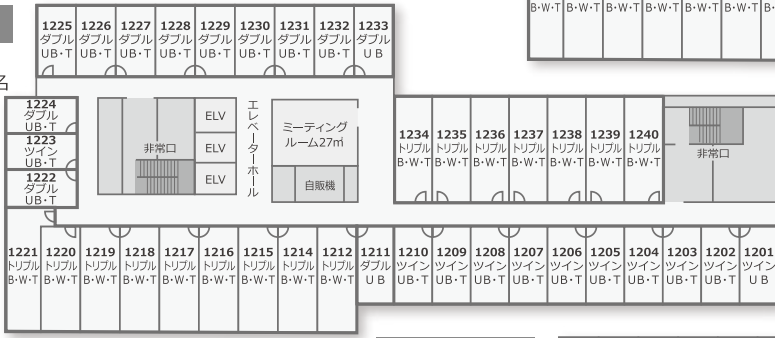 B・W・T B・W・T B・W・T B・W・T B・W・T B・W・T
1225 1226 1227 1228 1229 1230 1231 1232 1233
ダブル ダブル ダブル ダブル ダブル ダブル ダブル ダブル ダブル
UB・T UB・T UB・T UB・T UB・T UB・T UB・T UB・T U B
名
1224
ダブル
UB・T
1223
ツイン
UB・T
1222
ダブル
UB・T
非常口
ELV
ELV
ELV
エレベーターホール
ミーティング
ルーム27㎡
自販機
1234 1235 1236 1237 1238 1239 1240
トリプル トリプル トリプル トリプル トリプル トリプル トリプル
B・W・T B・W・T B・W・T B・W・T B・W・T B・W・T B・W・T
非常口
1221 1220 1219 1218 1217 1216 1215 1214 1212 1211 1210 1209 1208 1207 1206 1205 1204 1203 1202 1201
トリプル トリプル トリプル トリプル トリプル トリプル トリプル トリプル トリプル ダブル ツイン ツイン ツイン ツイン ツイン ツイン ツイン ツイン ツイン ツイン
B・W・T B・W・T B・W・T B・W・T B・W・T B・W・T B・W・T B・W・T B・W・T U B UB・T UB・T UB・T UB・T UB・T UB・T UB・T UB・T UB・T U B